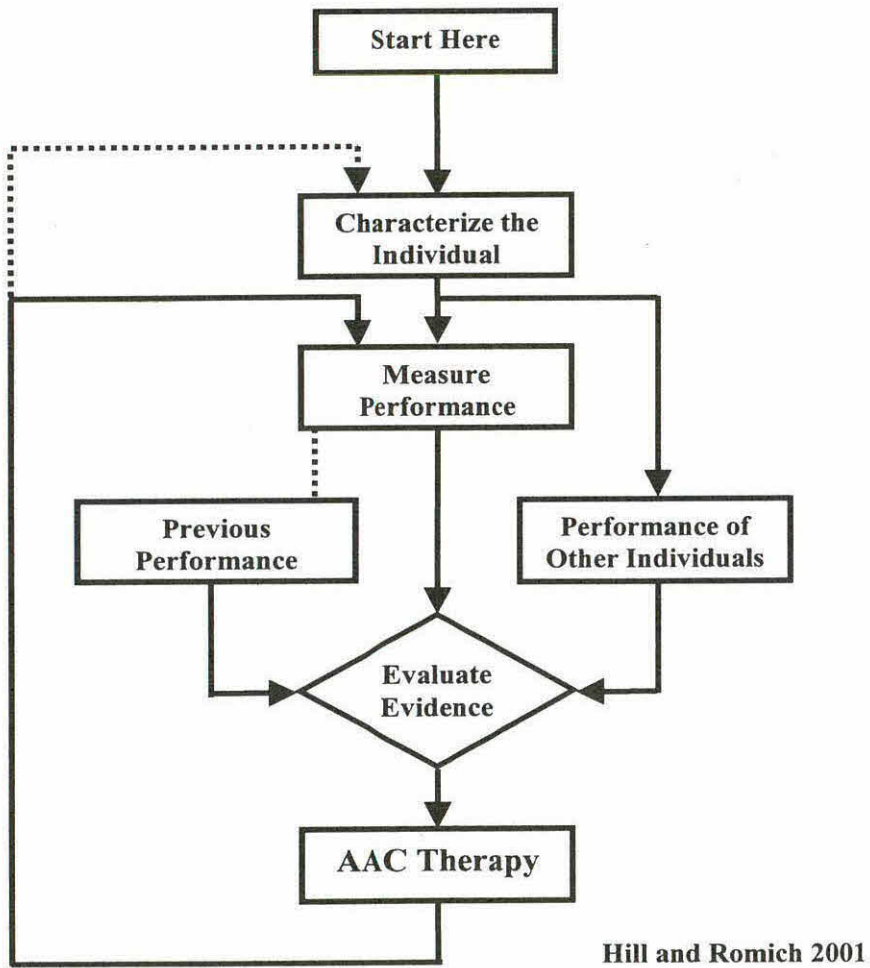 Start Here
Characterize the
Individual
Measure
Performance
Previous
Performance
Performance of
Other Individuals
Evaluate
Evidence
AAC Therapy
Hill and Romich 2001